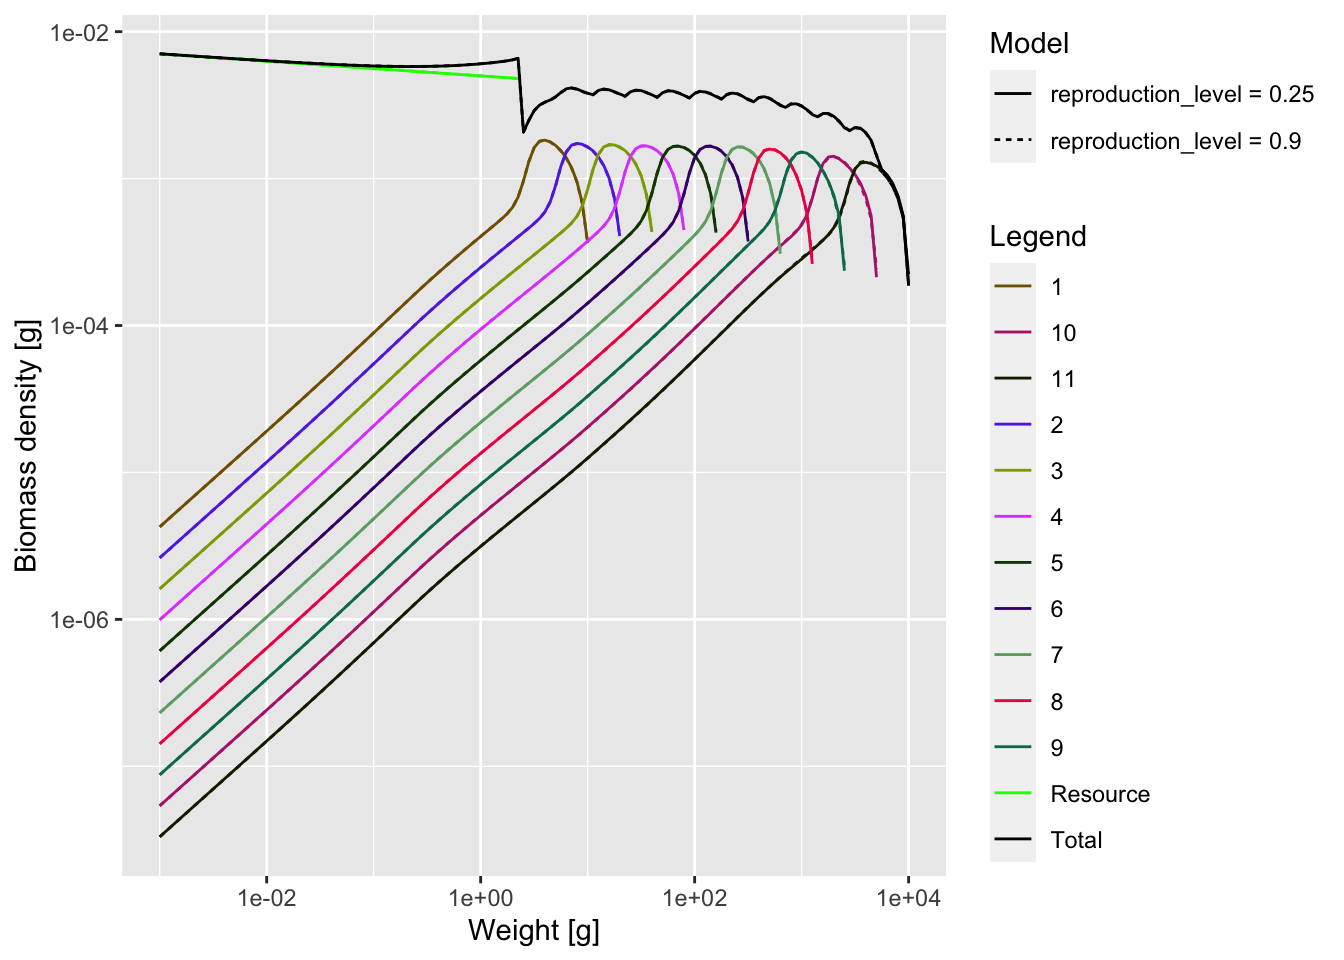 1e-02
1e-04
1e-06
Biomass density [g]
1e-02
1e+00
1e+02
1e+04
Weight [g]
Model
reproduction_level = 0.25
reproduction_level = 0.9
Legend
1
10
11
2
3
4
5
6
7
8
9
Resource
Total